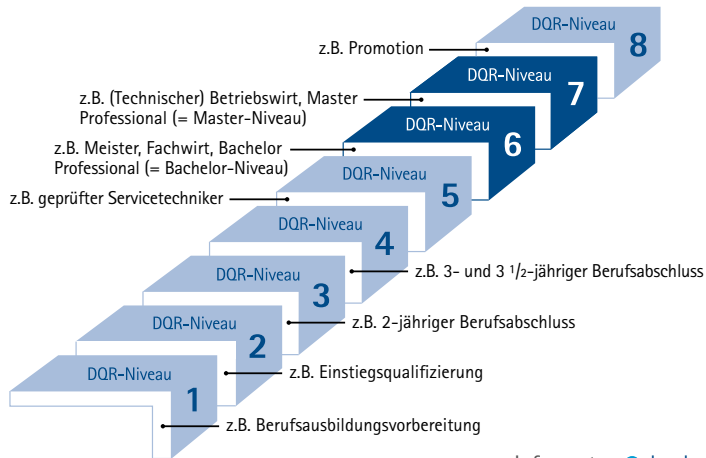 DQR-Niveau
8
z.B. Promotion
DQR-Niveau
7
z.B. (Technischer) Betriebswirt, Master
Professional (= Master-Niveau)
DQR-Niveau
6
z.B. Meister, Fachwirt, Bachelor
Professional (= Bachelor-Niveau)
DQR-Niveau
5
z.B. geprüfter Servicetechniker
DQR-Niveau
4
z.B. 3- und 3 1/2-jähriger Berufsabschluss
DQR-Niveau
3
z.B. 2-jähriger Berufsabschluss
DQR-Niveau
2
z.B. Einstiegsqualifizierung
DQR-Niveau
1
z.B. Berufsausbildungsvorbereitung